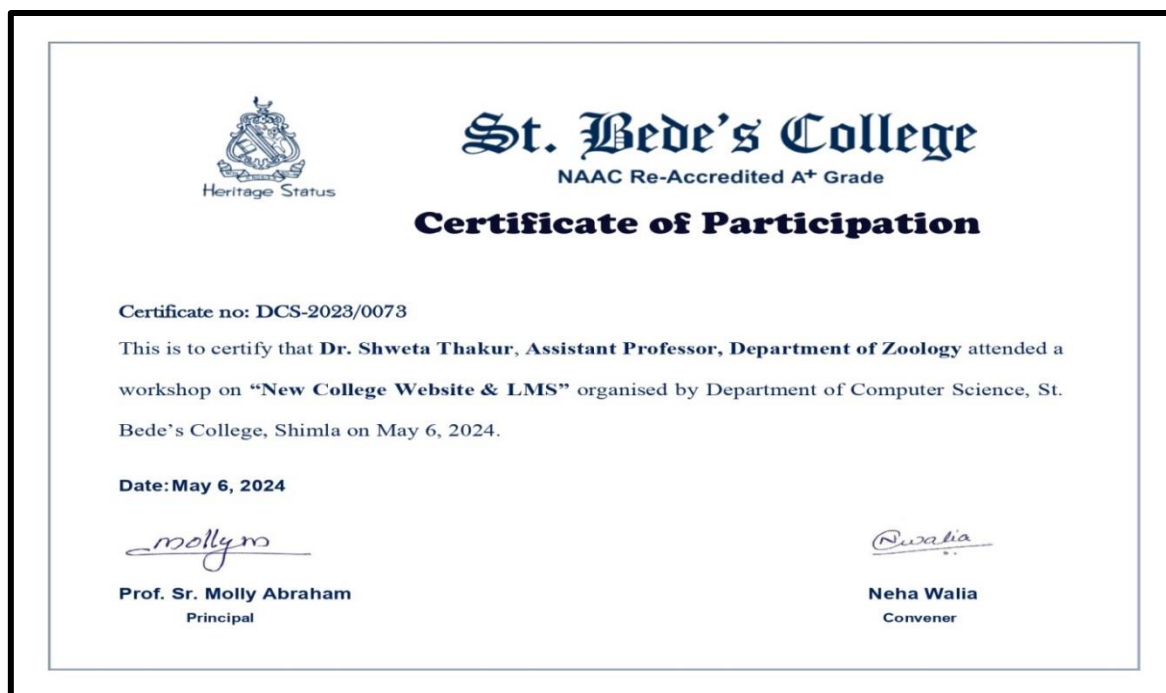 St. Bede's College
NAAC Re-Accredited A+ Grade
Heritage Status
Certificate of Participation
Certificate no: DCS-2023/0073
This is to certify that Dr. Shweta Thakur, Assistant Professor, Department of Zoology attended a
workshop on “New College Website & LMS” organised by Department of Computer Science, St.
Bede’s College, Shimla on May 6, 2024.
Date: May 6, 2024
mollym
Nwalia
Prof. Sr. Molly Abraham
Neha Walia
Principal
Convener